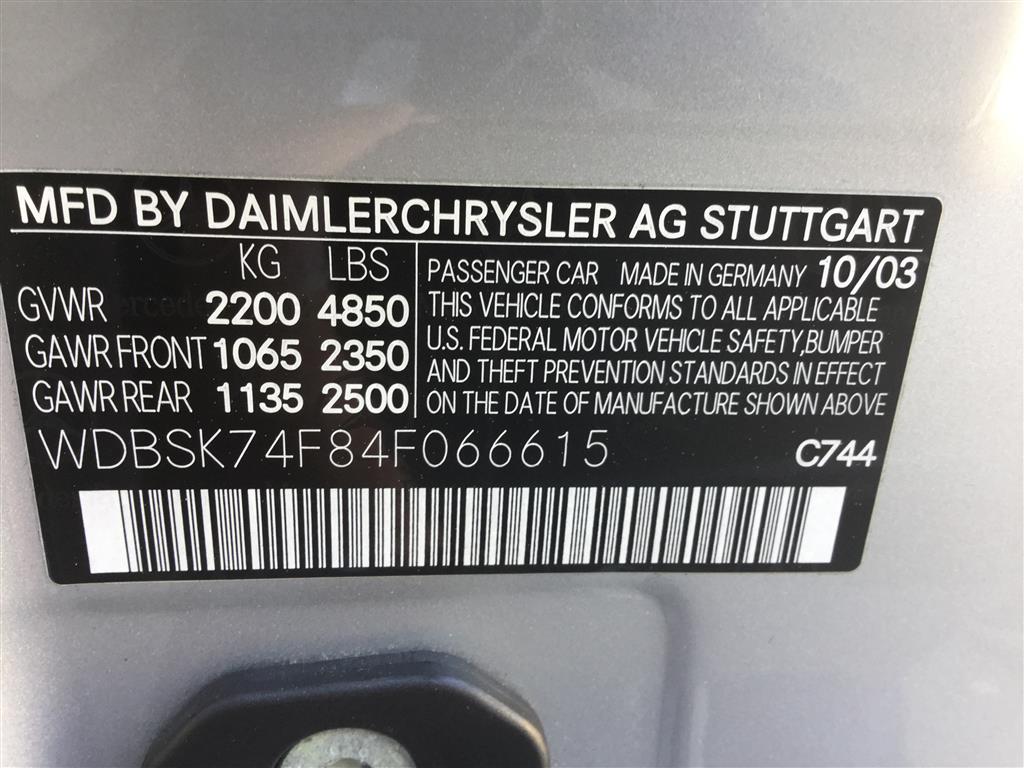 MFD BY DAIMLERCHRYSLER AG STUTTGART
KG LBS
GVWR 2200 4850
GAWR FRONT 1065 2350
GAWR REAR 1135 2500
PASSENGER CAR MADE IN GERMANY 10/03
THIS VEHICLE CONFORMS TO ALL APPLICABLE
U.S. FEDERAL MOTOR VEHICLE SAFETY,BUMPER
AND THEFT PREVENTION STANDARDS IN EFFECT
ON THE DATE OF MANUFACTURE SHOWN ABOVE
WDBSK74F84F066615 C744